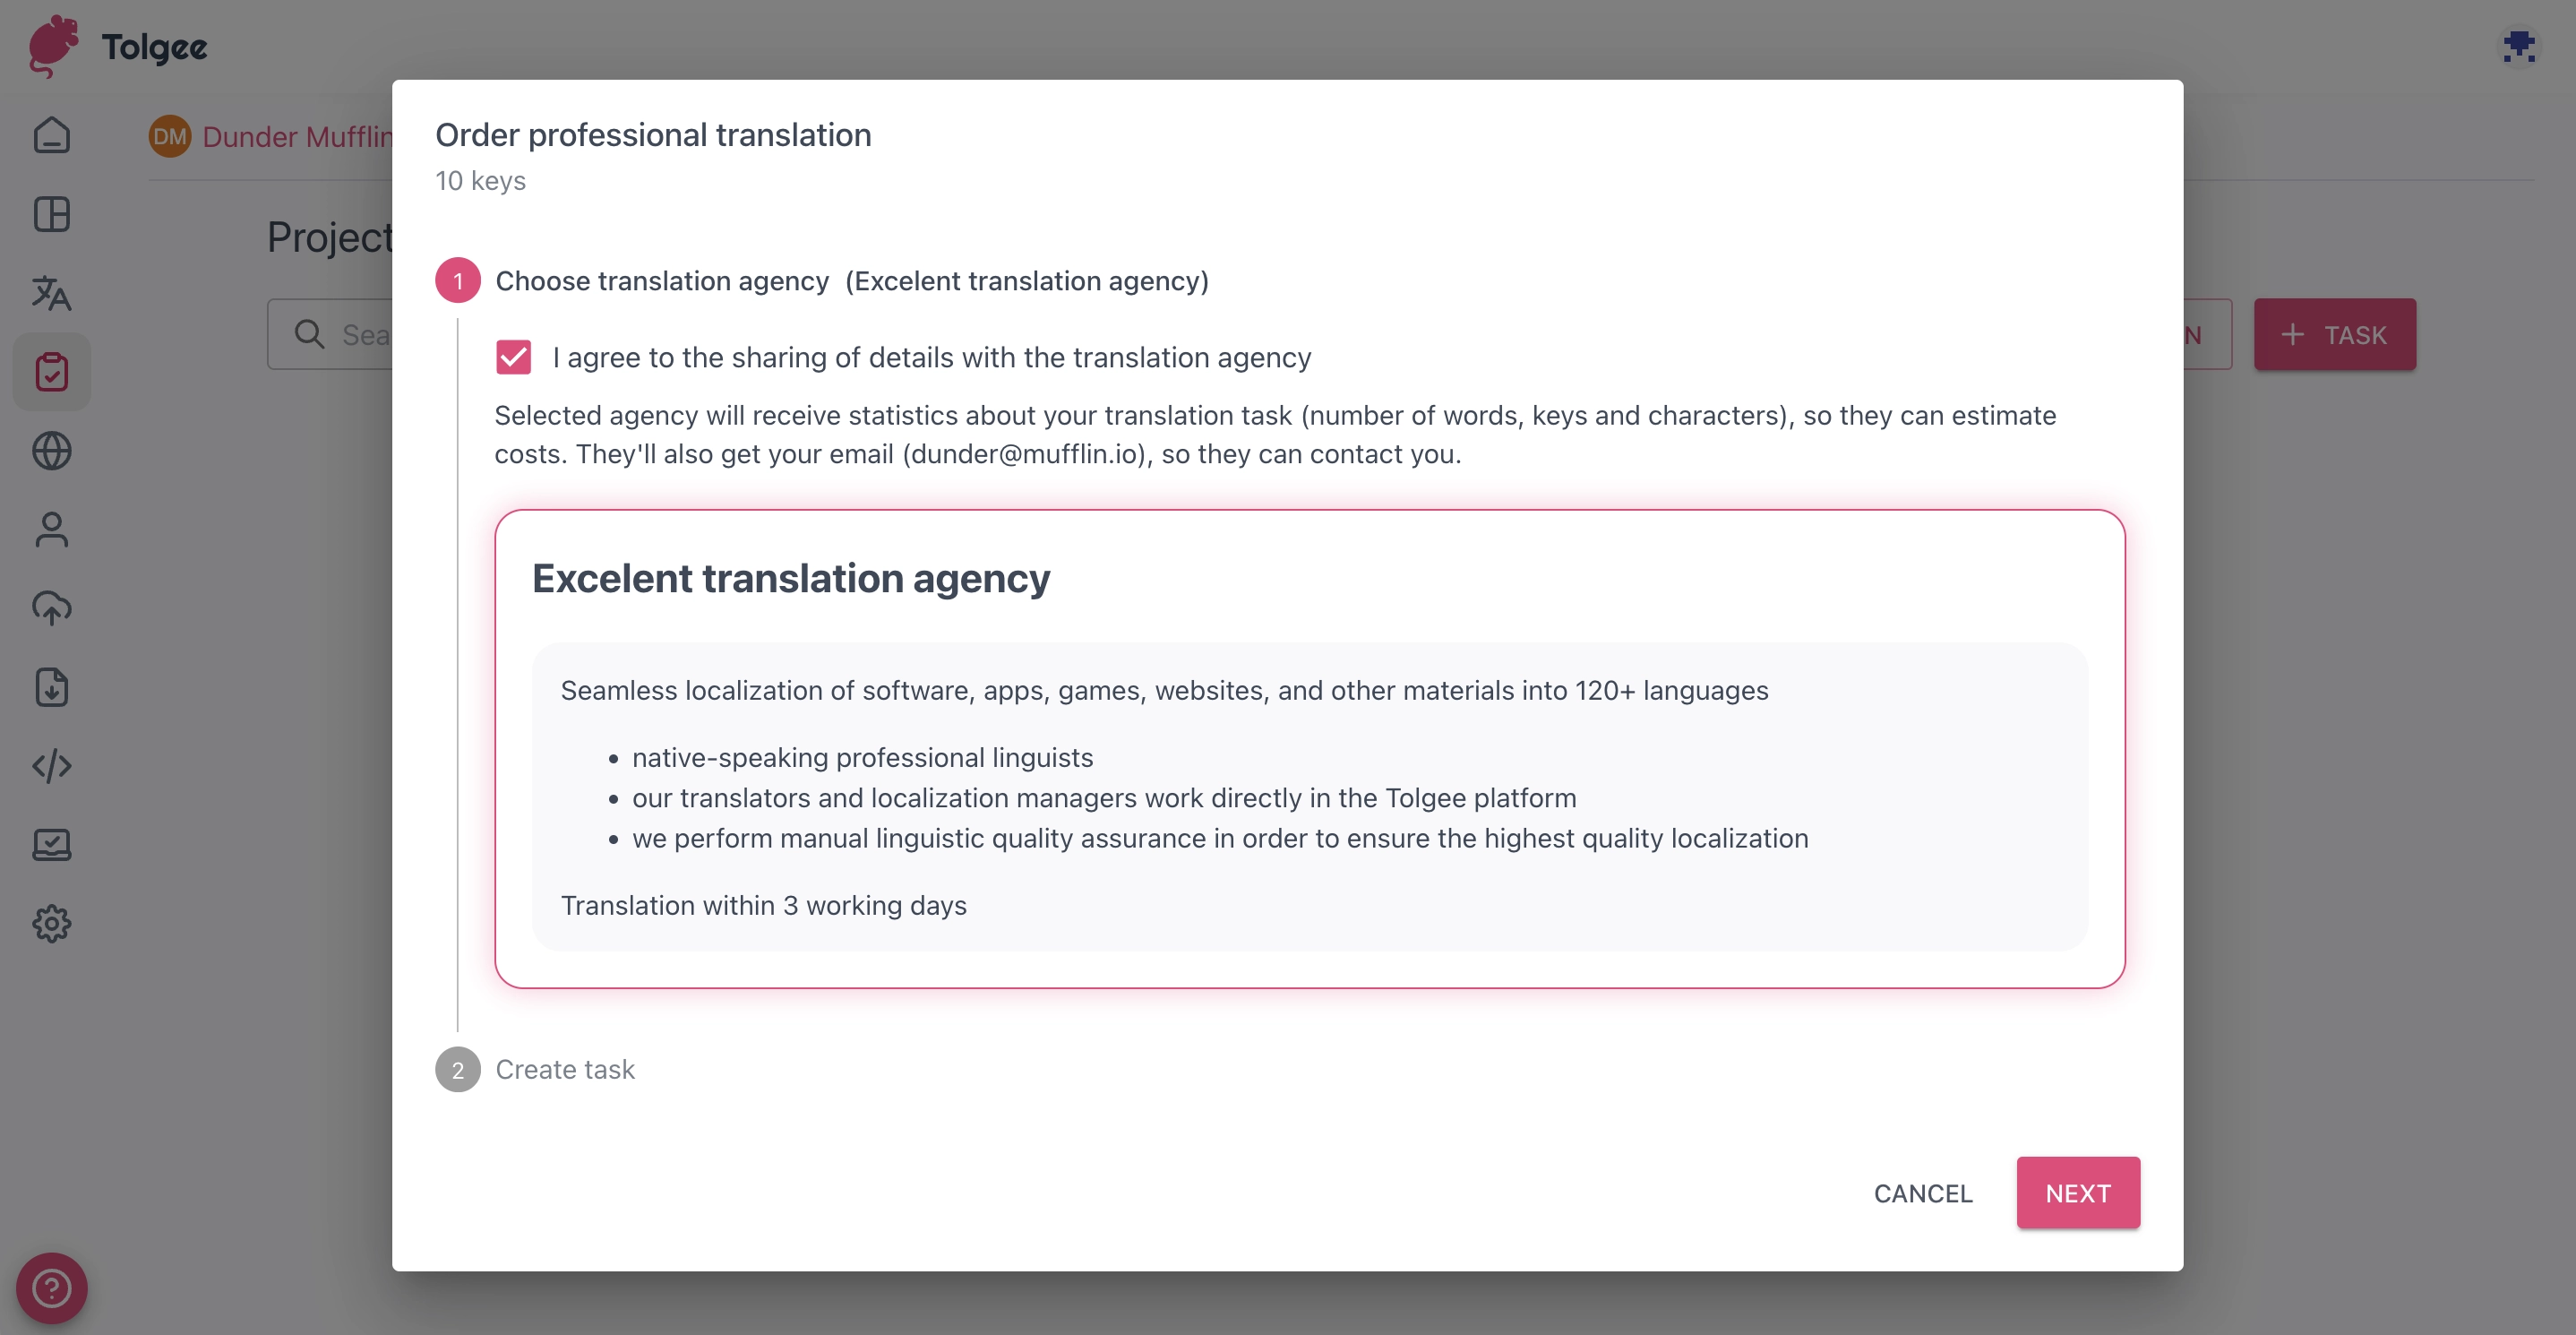 Tolgee
DM Dunder Mufflin
Project
Sea
N
+ TASK
Order professional translation
10 keys
1 Choose translation agency (Excelent translation agency)
I agree to the sharing of details with the translation agency
Selected agency will receive statistics about your translation task (number of words, keys and characters), so they can estimate
costs. They'll also get your email (dunder@mufflin.io), so they can contact you.
Excelent translation agency
Seamless localization of software, apps, games, websites, and other materials into 120+ languages
• native-speaking professional linguists
• our translators and localization managers work directly in the Tolgee platform
• we perform manual linguistic quality assurance in order to ensure the highest quality localization
Translation within 3 working days
2 Create task
CANCEL
NEXT